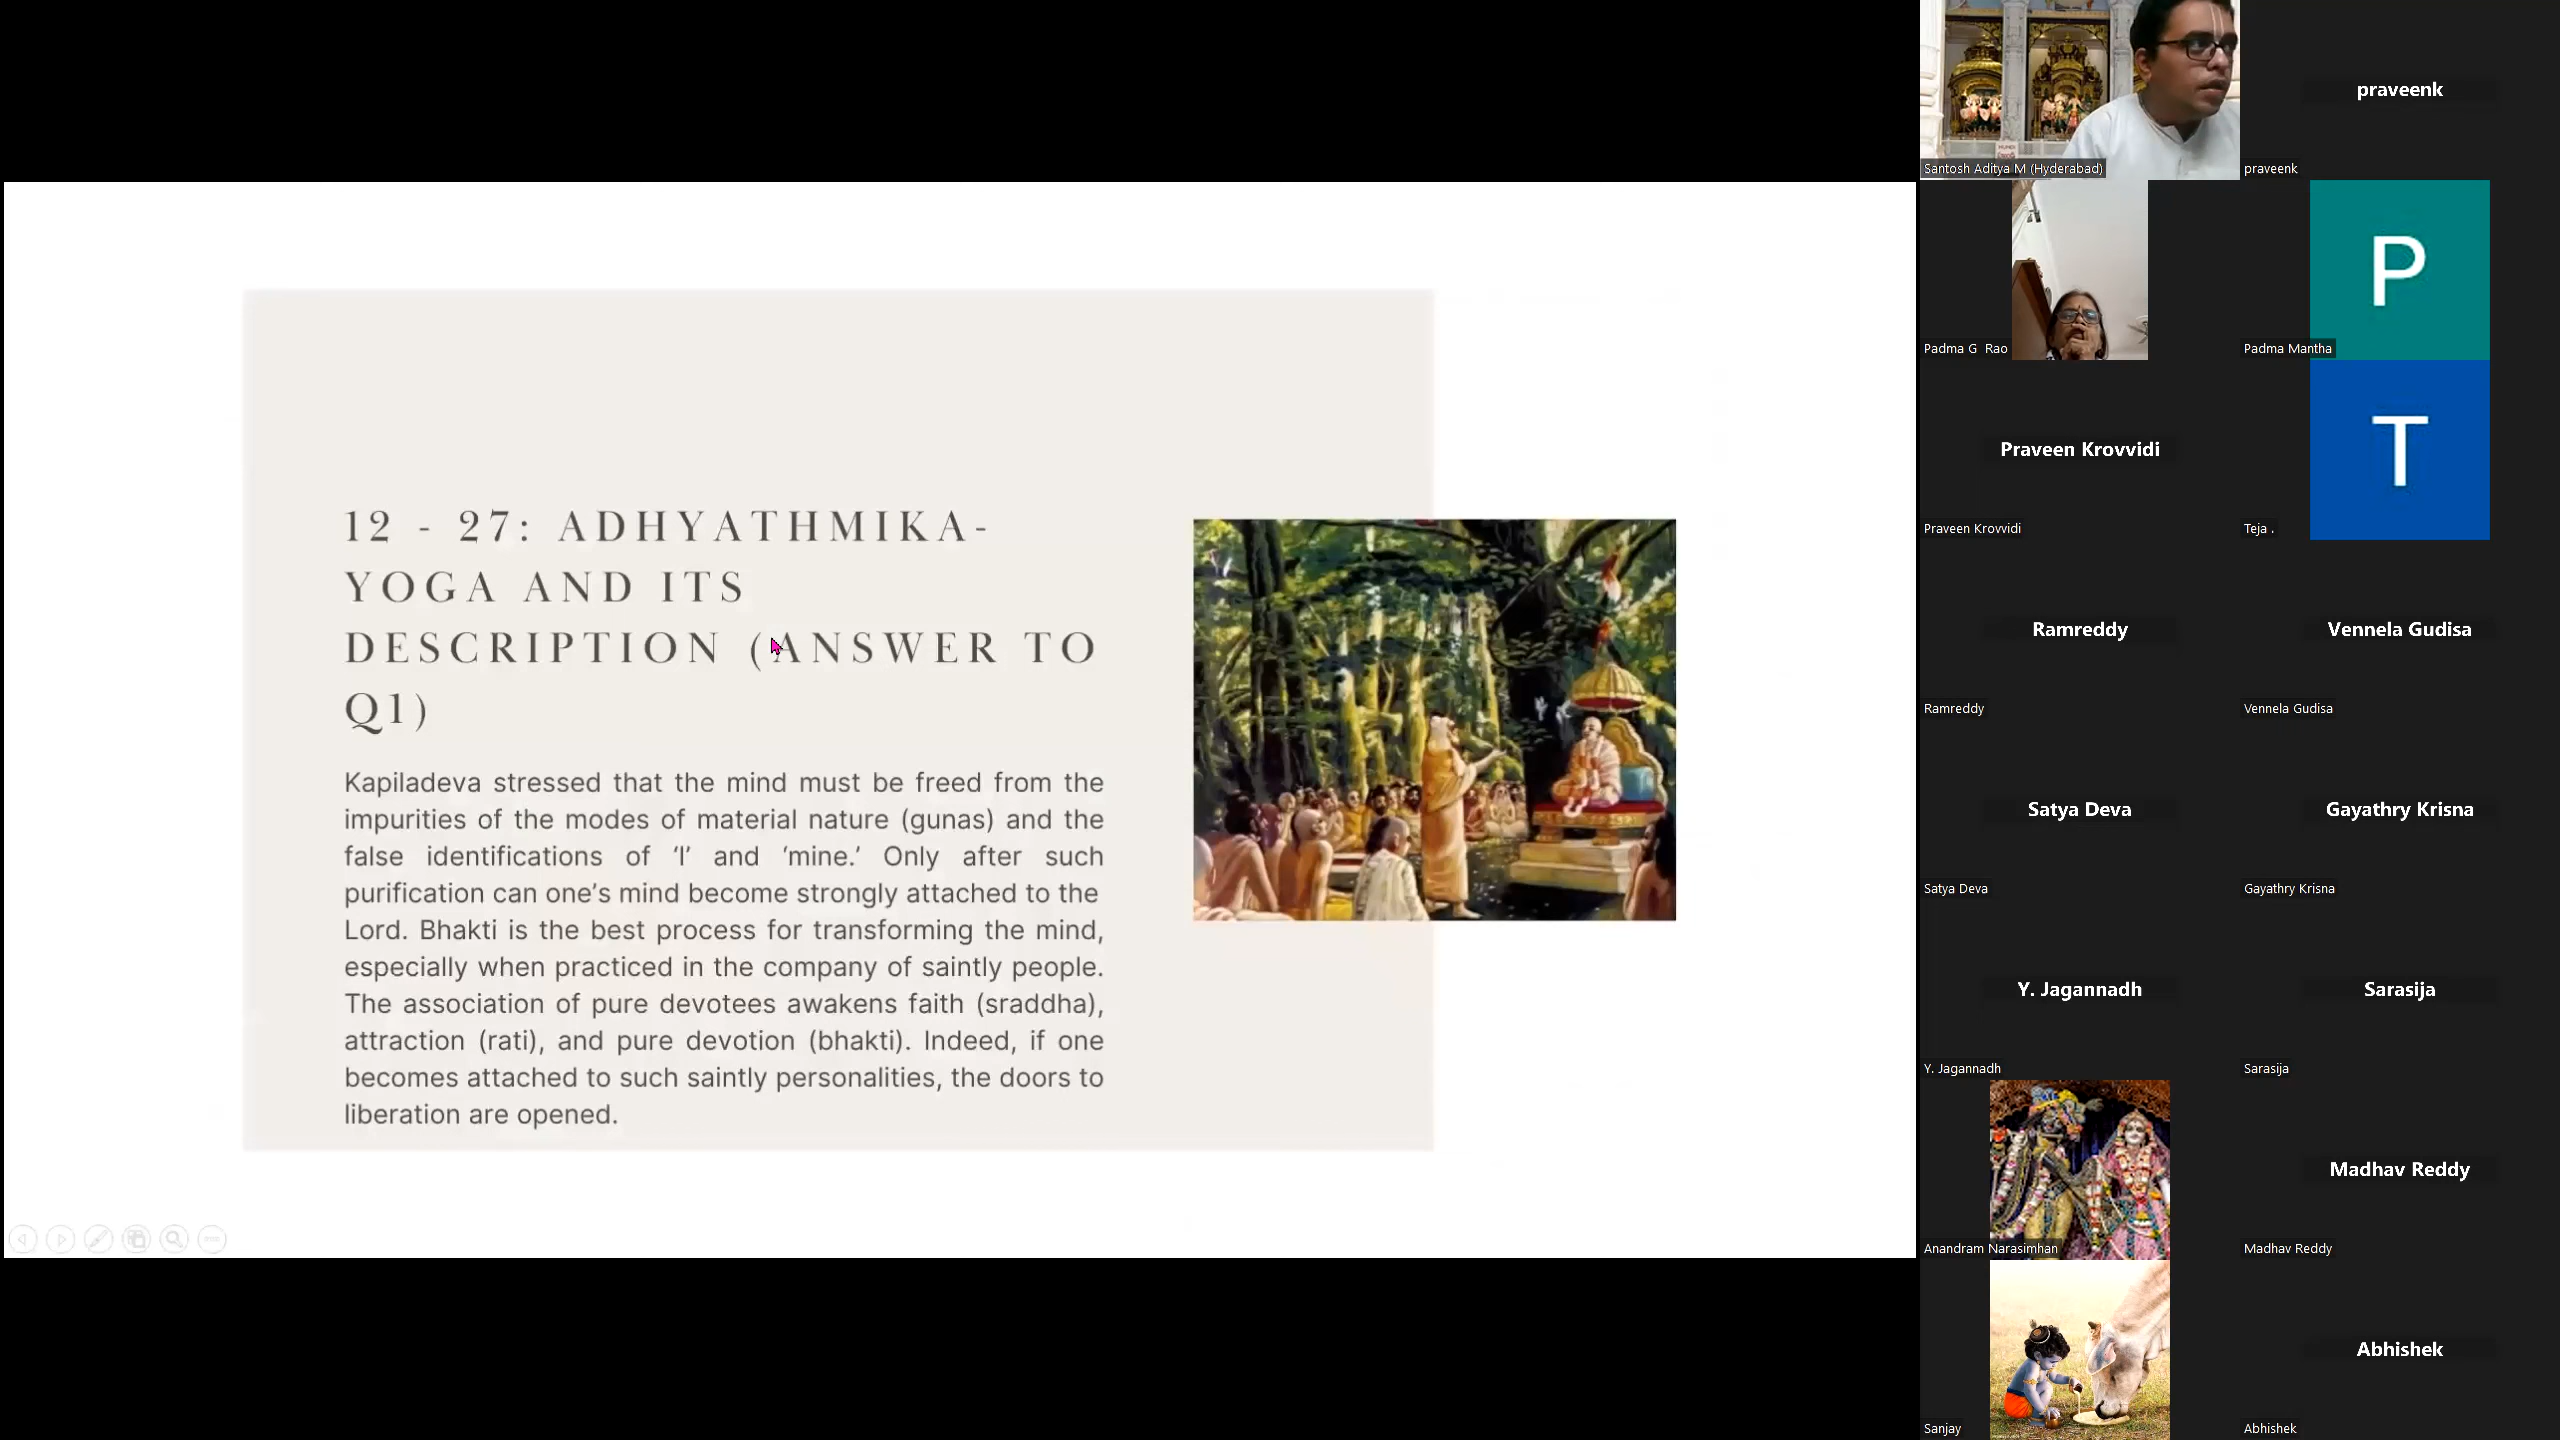 12 - 27: ADHYATHMIKA-
YOGA AND ITS
DESCRIPTION (ANSWER TO
Q1)
Kapiladeva stressed that the mind must be freed from the
impurities of the modes of material nature (gunas) and the
false identifications of ‘I’ and ‘mine.’ Only after such
purification can one’s mind become strongly attached to the
Lord. Bhakti is the best process for transforming the mind,
especially when practiced in the company of saintly people.
The association of pure devotees awakens faith (sraddha),
attraction (rati), and pure devotion (bhakti). Indeed, if one
becomes attached to such saintly personalities, the doors to
liberation are opened.
Santosh Aditya M (Hyderabad)
praveenk
praveenk
Padma G Rao
P
Padma Mantha
Praveen Krovvidi
Praveen Krovvidi
T
Teja .
Ramreddy
Ramreddy
Vennela Gudisa
Vennela Gudisa
Satya Deva
Satya Deva
Gayathry Krisna
Gayathry Krisna
Y. Jagannadh
Y. Jagannadh
Sarasija
Sarasija
Anandram Narasimhan
Madhav Reddy
Madhav Reddy
Sanjay
Abhishek
Abhishek